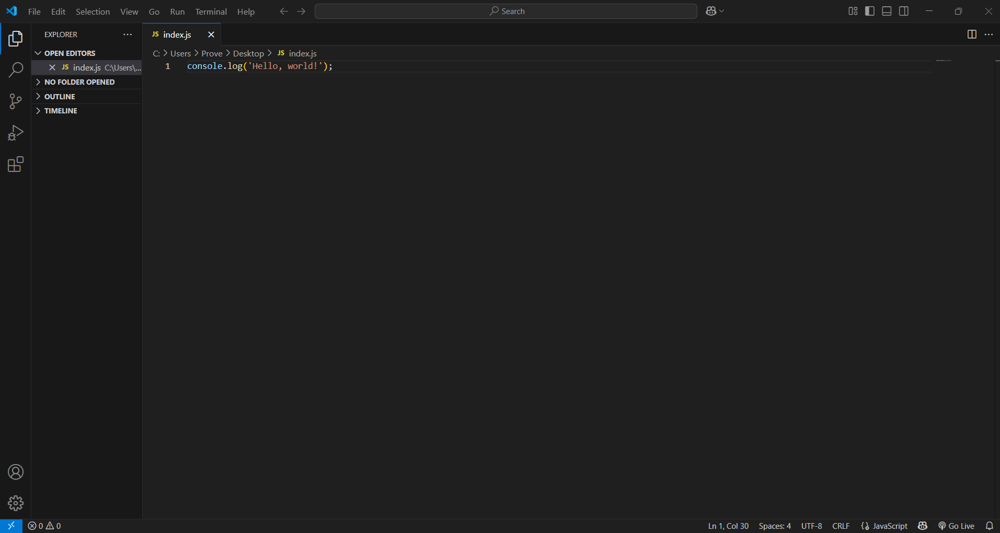 File Edit Selection View Go Run Terminal Help Search
EXPLORER ... JS index.js
C: > Users > Prove > Desktop > JS index.js
OPEN EDITORS
JS index.js C:\Users\...
NO FOLDER OPENED
OUTLINE
TIMELINE
1 console.log('Hello, world!');
0 0 Ln 1, Col 30 Spaces: 4 UTF-8 CRLF {} JavaScript Go Live